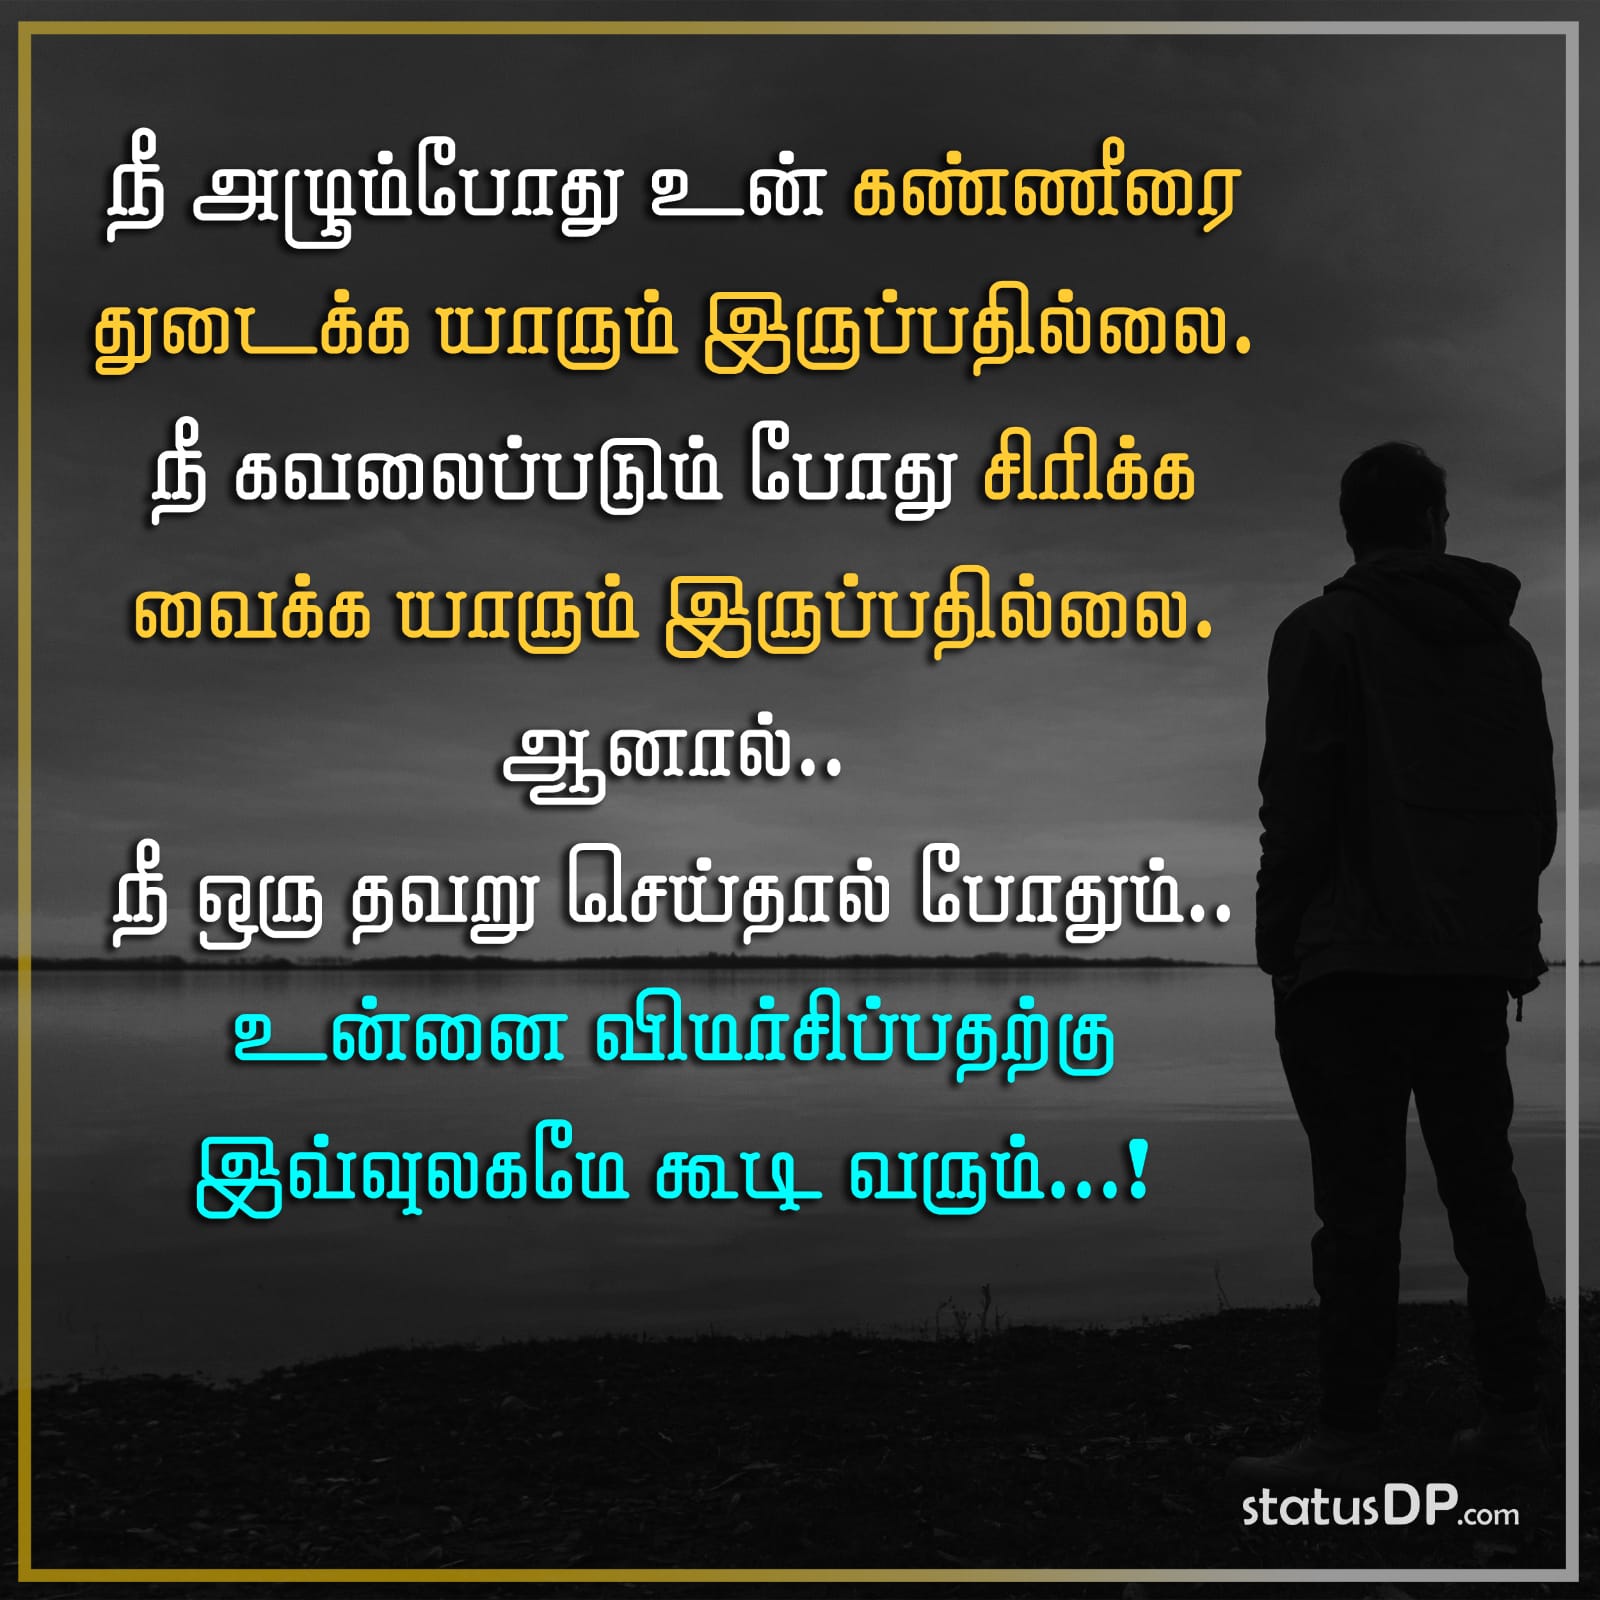 நீ அழும்போது உன் கண்ணீரை
துடைக்க யாரும் இருப்பதில்லை.
நீ கவலைப்படும் போது சிரிக்க
வைக்க யாரும் இருப்பதில்லை.
ஆனால்..
நீ ஒரு தவறு செய்தால் போதும்..
உன்னை விமர்சிப்பதற்கு
இவ்வுலகமே கூடி வரும்...!
statusDP.com